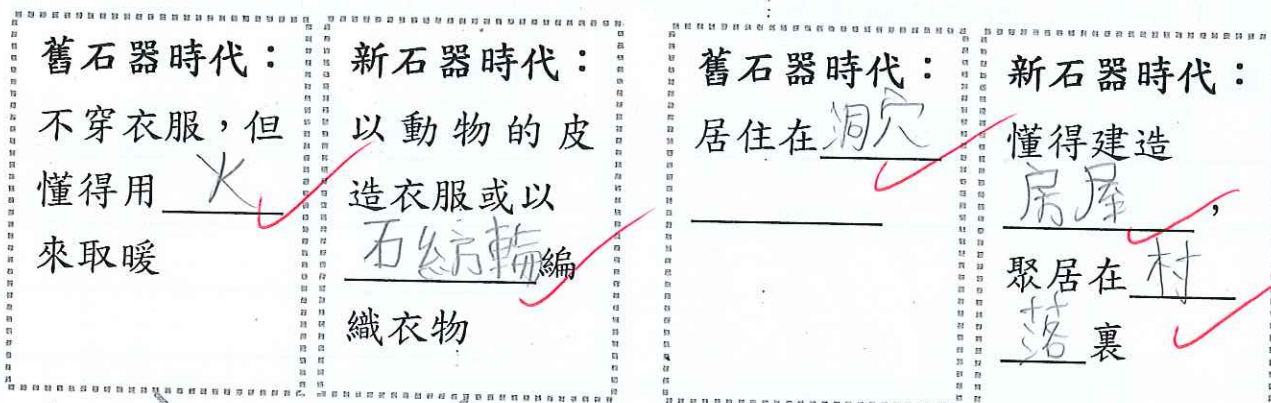 舊石器時代：
不穿衣服，但
懂得用火
來取暖
新石器時代：
以動物的皮
造衣服或以
石紡輪編
織衣物
舊石器時代：
居住在洞穴
新石器時代：
懂得建造
房屋，
聚居在村
落裏